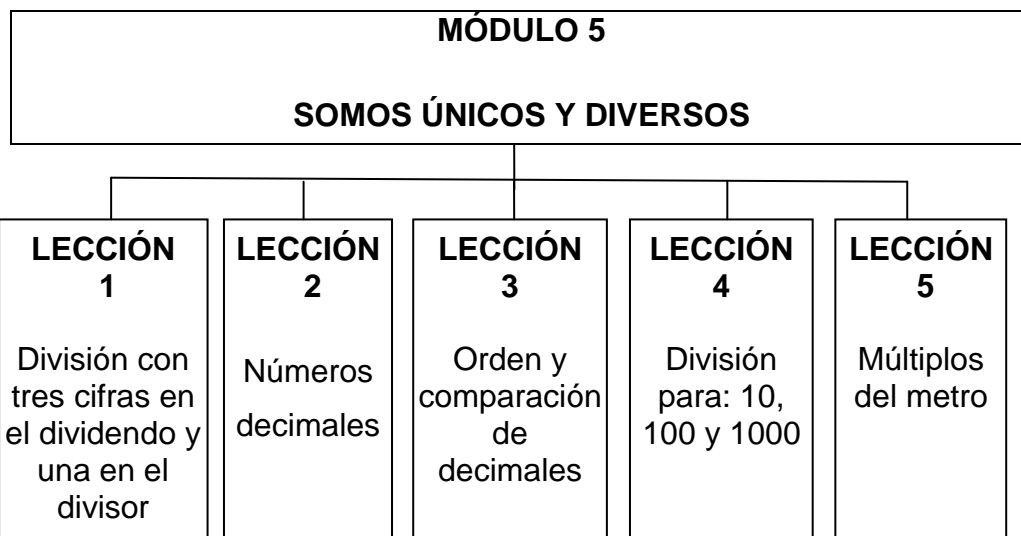 MÓDULO 5
SOMOS ÚNICOS Y DIVERSOS
LECCIÓN
1
División con
tres cifras en
el dividendo y
una en el
divisor
LECCIÓN
2
Números
decimales
LECCIÓN
3
Orden y
comparación
de
decimales
LECCIÓN
4
División
para: 10,
100 y 1000
LECCIÓN
5
Múltiplos
del metro